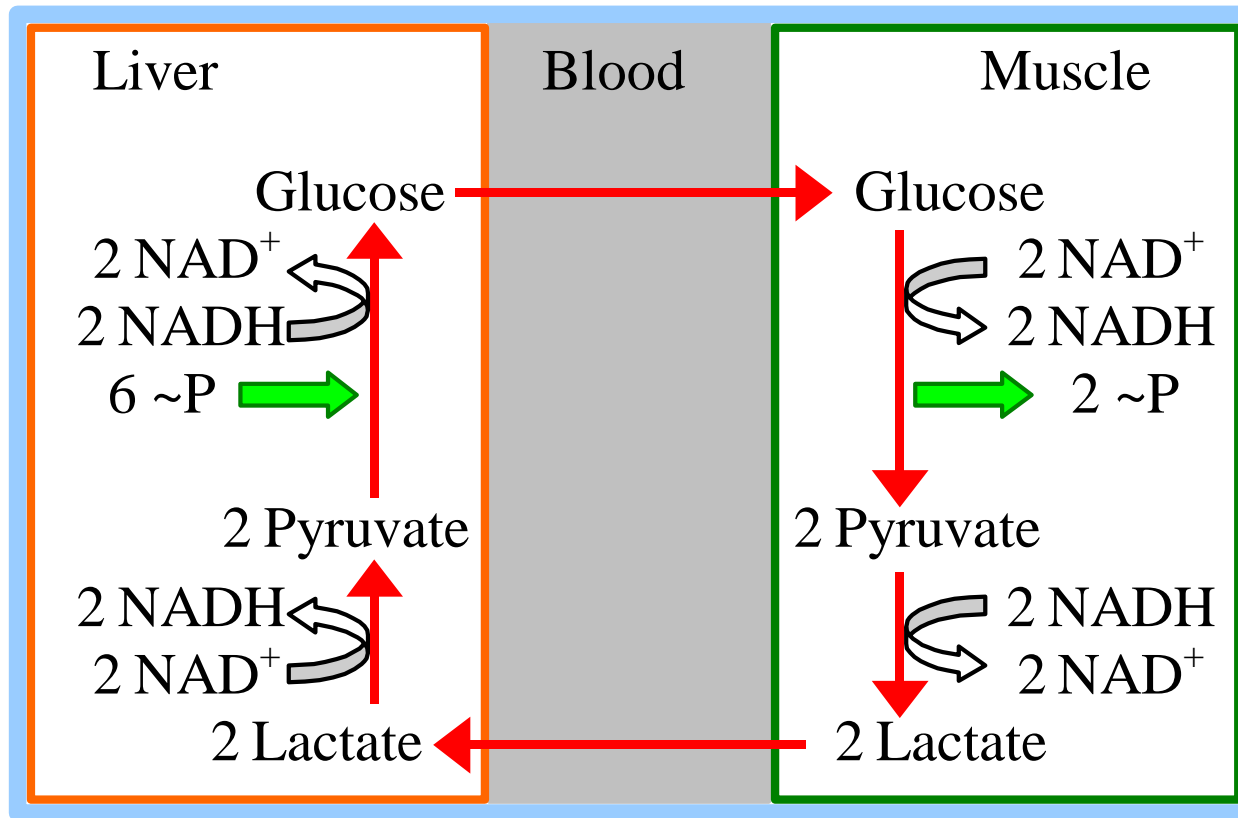 Liver Blood Muscle
Glucose Glucose
2 NAD⁺ 2 NAD⁺
2 NADH 2 NADH
6 ~P 2 ~P
2 Pyruvate 2 Pyruvate
2 NADH 2 NADH
2 NAD⁺ 2 NAD⁺
2 Lactate 2 Lactate